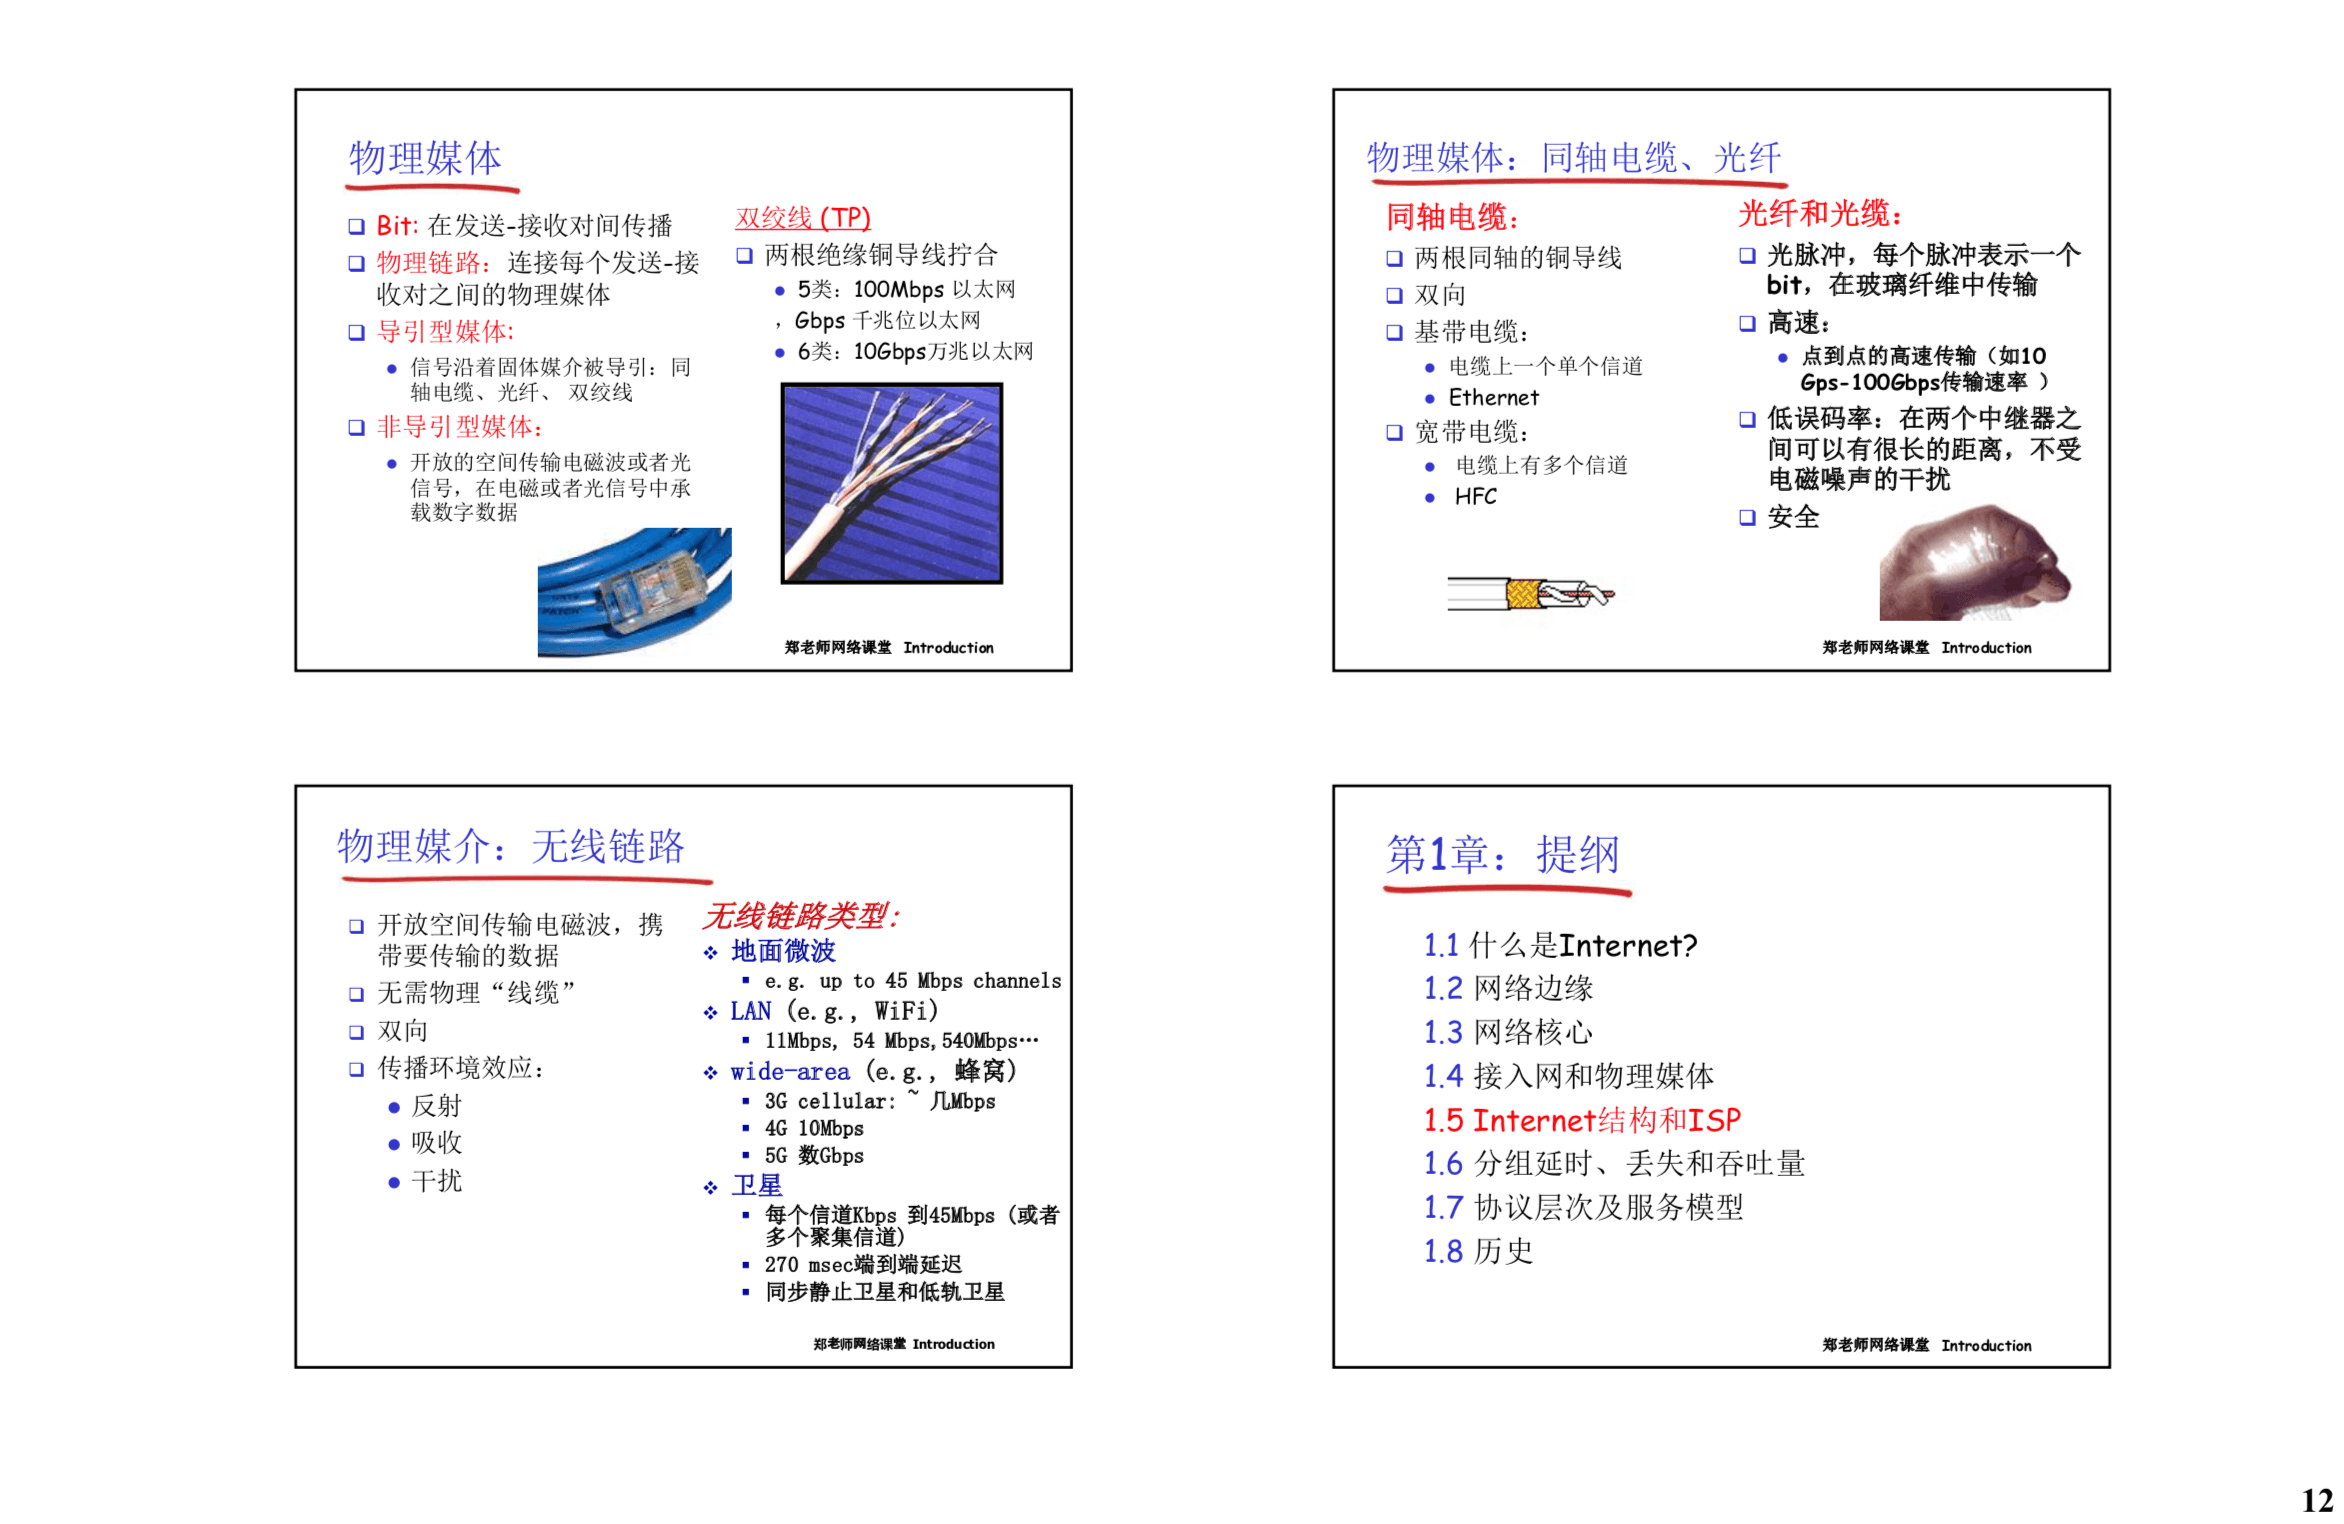 物理媒体
❑ Bit: 在发送-接收对间传播
❑ 物理链路：连接每个发送-接
收对之间的物理媒体
❑ 导引型媒体:
● 信号沿着固体媒介被导引：同
轴电缆、光纤、 双绞线
❑ 非导引型媒体：
● 开放的空间传输电磁波或者光
信号，在电磁或者光信号中承
载数字数据
双绞线 (TP)
❑ 两根绝缘铜导线拧合
● 5类：100Mbps 以太网
，Gbps 千兆位以太网
● 6类：10Gbps万兆以太网
郑老师网络课堂 Introduction
物理媒体：同轴电缆、光纤
同轴电缆：
❑ 两根同轴的铜导线
❑ 双向
❑ 基带电缆：
● 电缆上一个单个信道
● Ethernet
❑ 宽带电缆：
● 电缆上有多个信道
● HFC
光纤和光缆：
❑ 光脉冲，每个脉冲表示一个
bit，在玻璃纤维中传输
❑ 高速：
● 点到点的高速传输（如10
Gps-100Gbps传输速率 ）
❑ 低误码率：在两个中继器之
间可以有很长的距离，不受
电磁噪声的干扰
❑ 安全
郑老师网络课堂 Introduction
物理媒介：无线链路
❑ 开放空间传输电磁波，携
带要传输的数据
❑ 无需物理“线缆”
❑ 双向
❑ 传播环境效应：
● 反射
● 吸收
● 干扰
无线链路类型：
❖ 地面微波
▪ e.g. up to 45 Mbps channels
❖ LAN (e.g., WiFi)
▪ 11Mbps, 54 Mbps,540Mbps…
❖ wide-area (e.g., 蜂窝)
▪ 3G cellular: ~ 几Mbps
▪ 4G 10Mbps
▪ 5G 数Gbps
❖ 卫星
▪ 每个信道Kbps 到45Mbps (或者
多个聚集信道)
▪ 270 msec端到端延迟
▪ 同步静止卫星和低轨卫星
郑老师网络课堂 Introduction
第1章：提纲
1.1 什么是Internet?
1.2 网络边缘
1.3 网络核心
1.4 接入网和物理媒体
1.5 Internet结构和ISP
1.6 分组延时、丢失和吞吐量
1.7 协议层次及服务模型
1.8 历史
郑老师网络课堂 Introduction
12